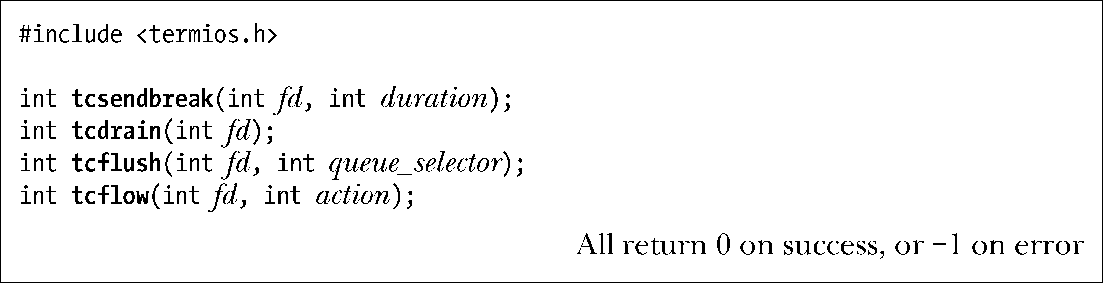 #include <termios.h>
int tcsendbreak(int fd, int duration);
int tcdrain(int fd);
int tcflush(int fd, int queue_selector);
int tcflow(int fd, int action);
All return 0 on success, or −1 on error